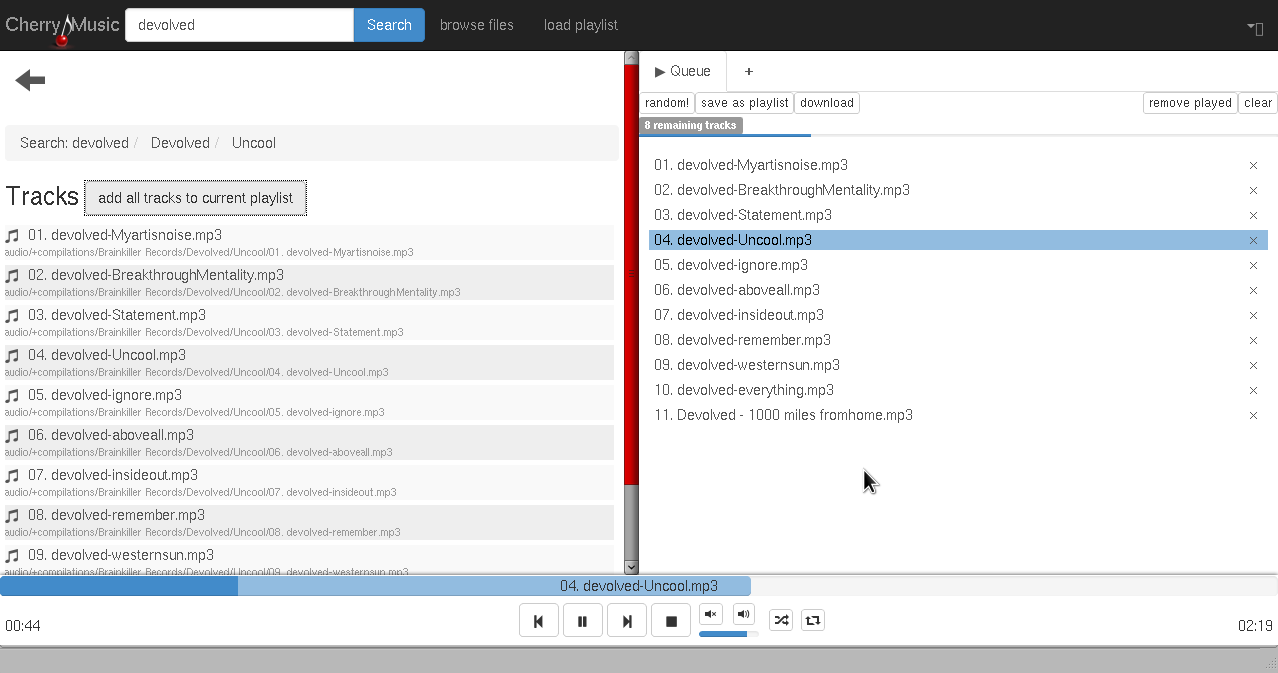 CherryMusic devolved Search browse files load playlist
Search: devolved / Devolved / Uncool
Tracks add all tracks to current playlist
01. devolved-Myartisnoise.mp3
audio/+compilations/Brainkiller Records/Devolved/Uncool/01. devolved-Myartisnoise.mp3
02. devolved-BreakthroughMentality.mp3
audio/+compilations/Brainkiller Records/Devolved/Uncool/02. devolved-BreakthroughMentality.mp3
03. devolved-Statement.mp3
audio/+compilations/Brainkiller Records/Devolved/Uncool/03. devolved-Statement.mp3
04. devolved-Uncool.mp3
audio/+compilations/Brainkiller Records/Devolved/Uncool/04. devolved-Uncool.mp3
05. devolved-ignore.mp3
audio/+compilations/Brainkiller Records/Devolved/Uncool/05. devolved-ignore.mp3
06. devolved-aboveall.mp3
audio/+compilations/Brainkiller Records/Devolved/Uncool/06. devolved-aboveall.mp3
07. devolved-insideout.mp3
audio/+compilations/Brainkiller Records/Devolved/Uncool/07. devolved-insideout.mp3
08. devolved-remember.mp3
audio/+compilations/Brainkiller Records/Devolved/Uncool/08. devolved-remember.mp3
09. devolved-westernsun.mp3
audio/+compilations/Brainkiller Records/Devolved/Uncool/09. devolved-westernsun.mp3
Queue +
random! save as playlist download remove played clear
8 remaining tracks
01. devolved-Myartisnoise.mp3 ×
02. devolved-BreakthroughMentality.mp3 ×
03. devolved-Statement.mp3 ×
04. devolved-Uncool.mp3 ×
05. devolved-ignore.mp3 ×
06. devolved-aboveall.mp3 ×
07. devolved-insideout.mp3 ×
08. devolved-remember.mp3 ×
09. devolved-westernsun.mp3 ×
10. devolved-everything.mp3 ×
11. Devolved - 1000 miles fromhome.mp3 ×
04. devolved-Uncool.mp3
00:44 02:19